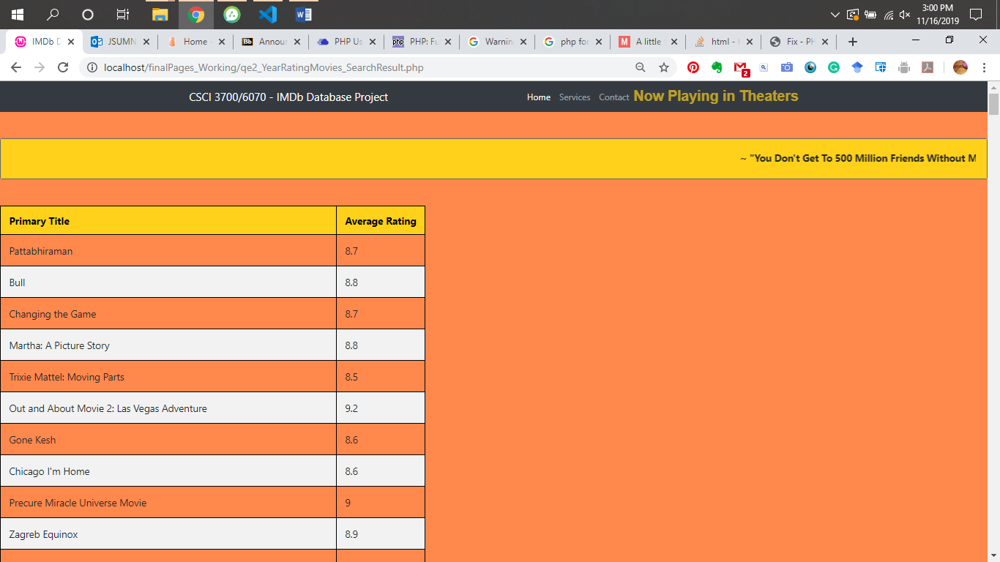 3:00 PM
11/16/2019
IMDb D
JSUMN
Home -
Bb Announ
PHP Us
php PHP: Fu
Warnin
php for
M A little
html - H
Fix - PH
localhost/finalPages_Working/qe2_YearRatingMovies_SearchResult.php
2
CSCI 3700/6070 - IMDb Database Project Home Services Contact Now Playing in Theaters
~ "You Don't Get To 500 Million Friends Without M
Primary Title Average Rating
Pattabhiraman 8.7
Bull 8.8
Changing the Game 8.7
Martha: A Picture Story 8.8
Trixie Mattel: Moving Parts 8.5
Out and About Movie 2: Las Vegas Adventure 9.2
Gone Kesh 8.6
Chicago I'm Home 8.6
Precure Miracle Universe Movie 9
Zagreb Equinox 8.9